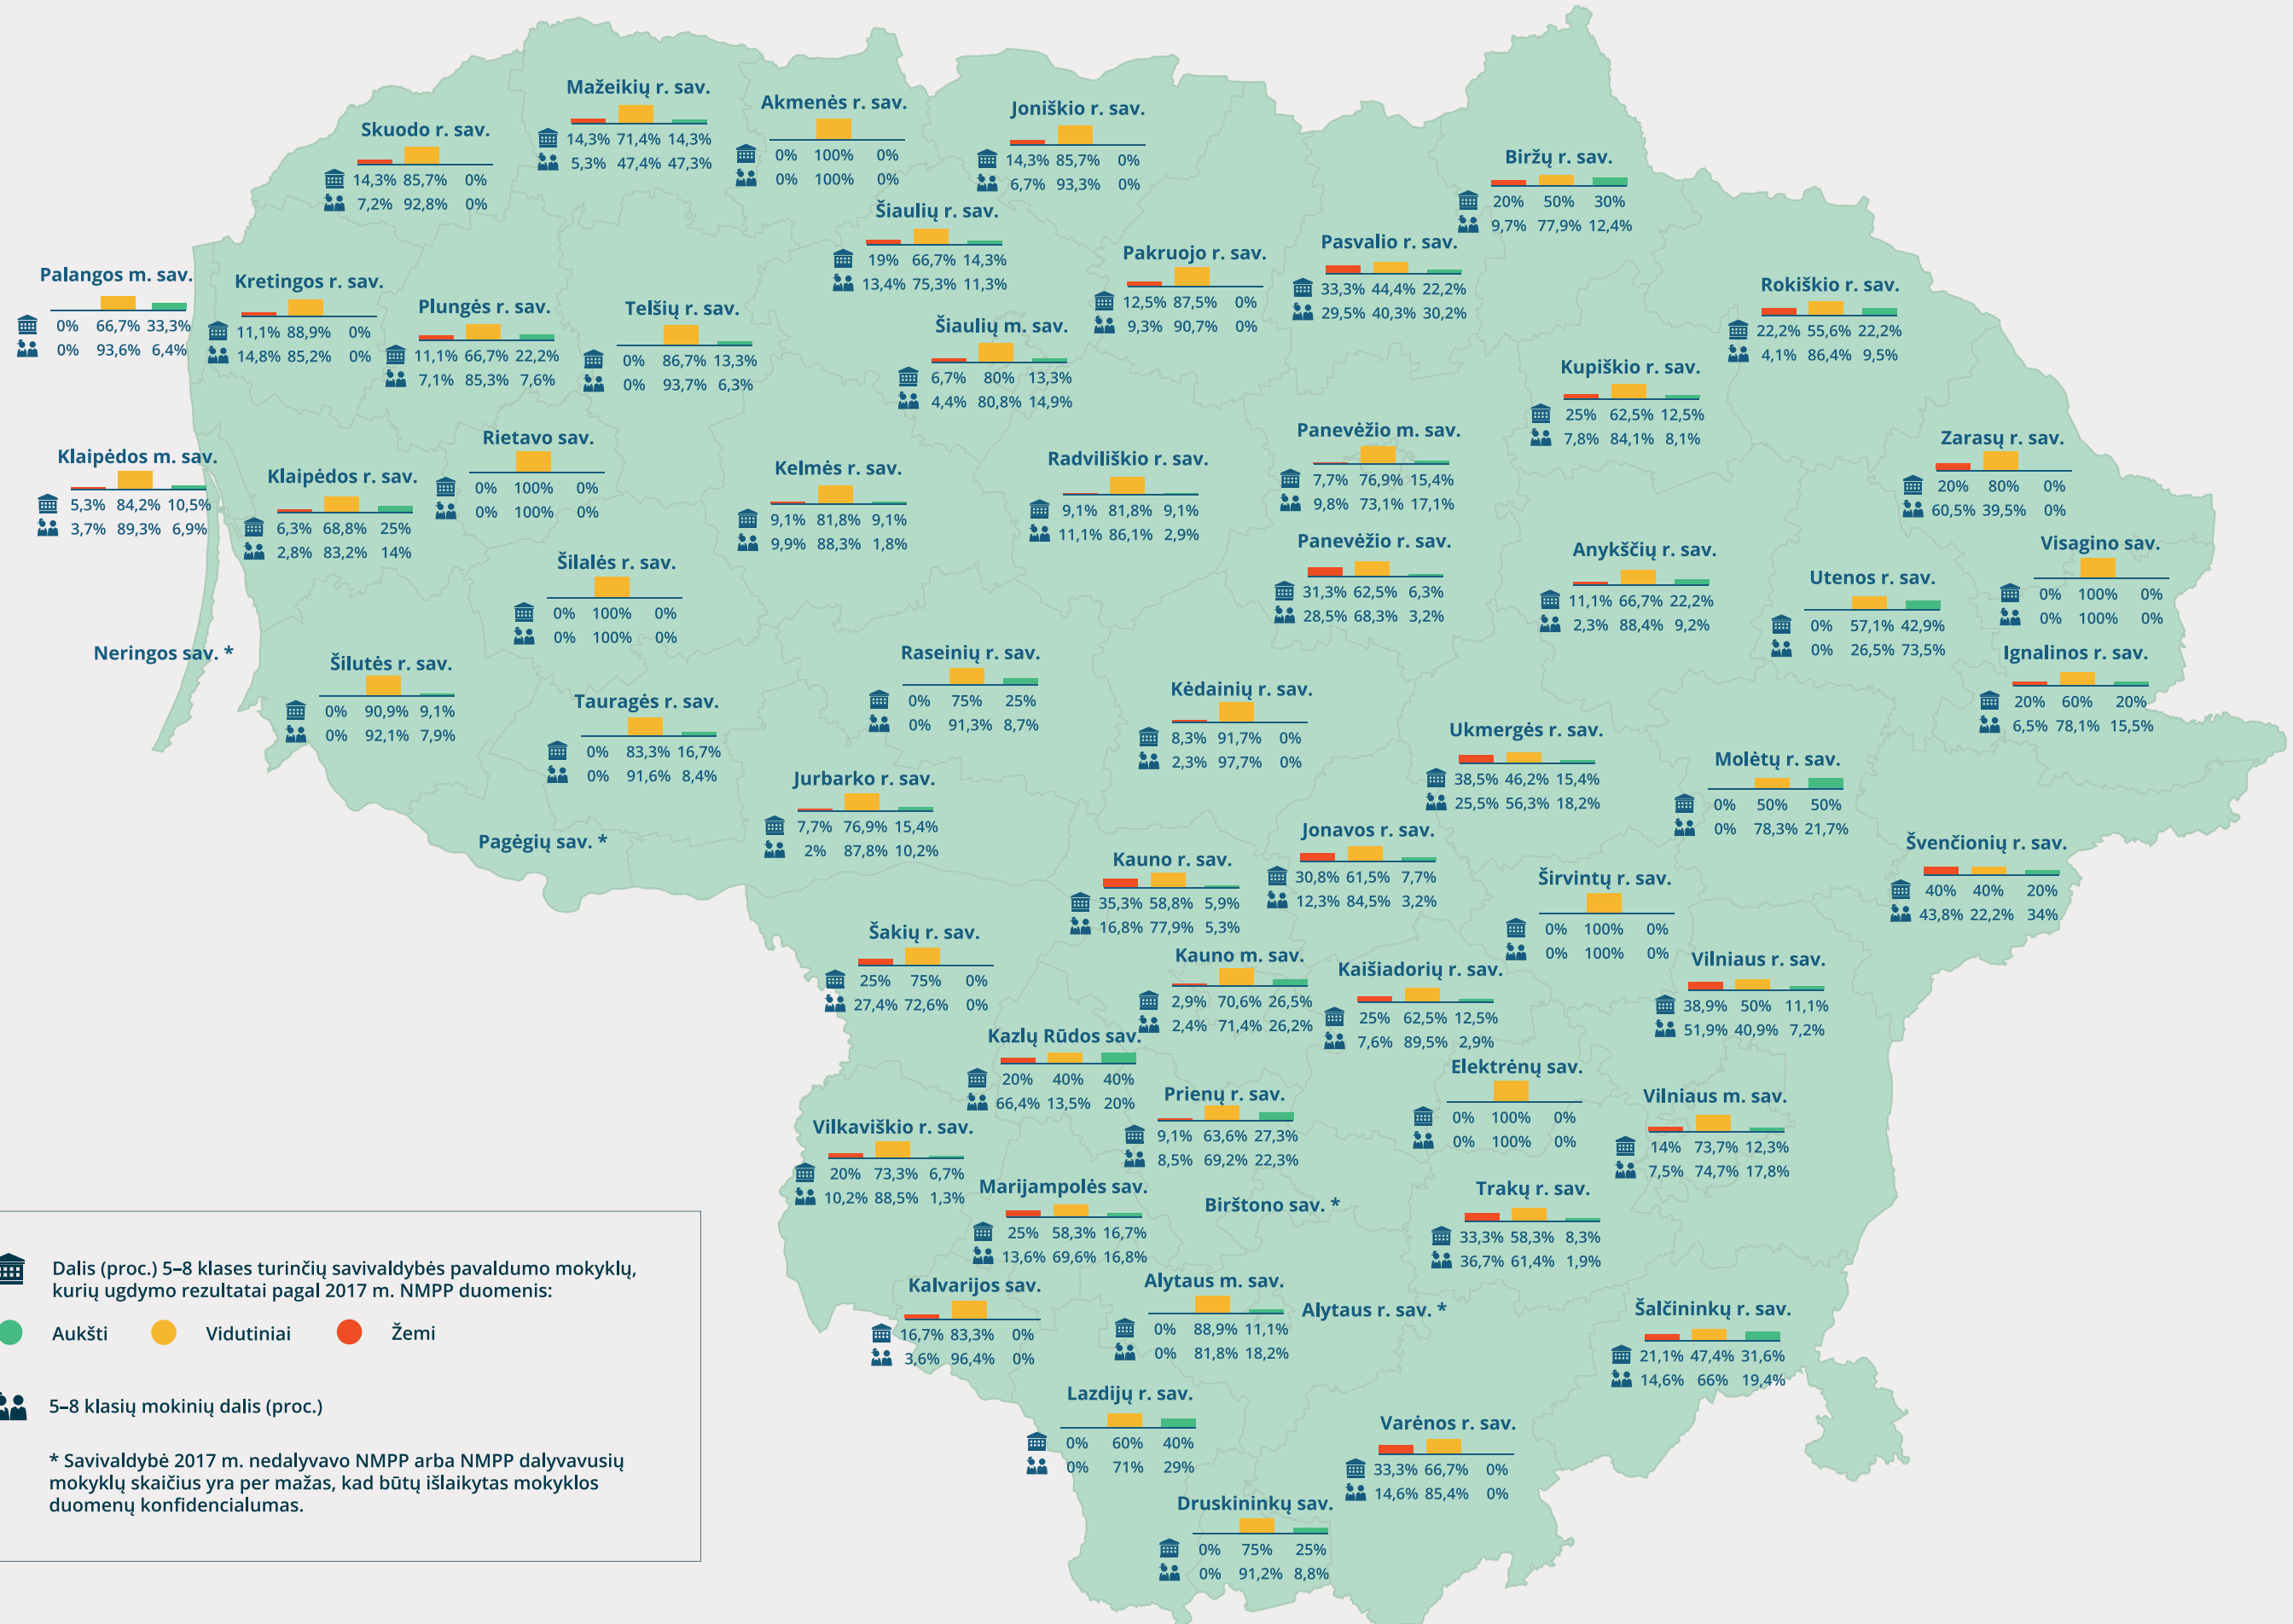 Mažeikių r. sav.
14,3% 71,4% 14,3%
5,3% 47,4% 47,3%
Akmenės r. sav.
0% 100% 0%
0% 100% 0%
Joniškio r. sav.
14,3% 85,7% 0%
6,7% 93,3% 0%
Skuodo r. sav.
14,3% 85,7% 0%
7,2% 92,8% 0%
Biržų r. sav.
20% 50% 30%
9,7% 77,9% 12,4%
Šiaulių r. sav.
19% 66,7% 14,3%
13,4% 75,3% 11,3%
Pakruojo r. sav.
12,5% 87,5% 0%
9,3% 90,7% 0%
Pasvalio r. sav.
33,3% 44,4% 22,2%
29,5% 40,3% 30,2%
Rokiškio r. sav.
22,2% 55,6% 22,2%
4,1% 86,4% 9,5%
Palangos m. sav.
0% 66,7% 33,3%
0% 93,6% 6,4%
Kretingos r. sav.
11,1% 88,9% 0%
14,8% 85,2% 0%
Plungės r. sav.
11,1% 66,7% 22,2%
7,1% 85,3% 7,6%
Telšių r. sav.
0% 86,7% 13,3%
0% 93,7% 6,3%
Šiaulių m. sav.
6,7% 80% 13,3%
4,4% 80,8% 14,9%
Kupiškio r. sav.
25% 62,5% 12,5%
7,8% 84,1% 8,1%
Klaipėdos m. sav.
5,3% 84,2% 10,5%
3,7% 89,3% 6,9%
Klaipėdos r. sav.
6,3% 68,8% 25%
2,8% 83,2% 14%
Rietavo sav.
0% 100% 0%
0% 100% 0%
Kelmės r. sav.
9,1% 81,8% 9,1%
9,9% 88,3% 1,8%
Radviliškio r. sav.
9,1% 81,8% 9,1%
11,1% 86,1% 2,9%
Panevėžio m. sav.
7,7% 76,9% 15,4%
9,8% 73,1% 17,1%
Zarasų r. sav.
20% 80% 0%
60,5% 39,5% 0%
Šilalės r. sav.
0% 100% 0%
0% 100% 0%
Panevėžio r. sav.
31,3% 62,5% 6,3%
28,5% 68,3% 3,2%
Anykščių r. sav.
11,1% 66,7% 22,2%
2,3% 88,4% 9,2%
Utenos r. sav.
0% 57,1% 42,9%
0% 26,5% 73,5%
Visagino sav.
0% 100% 0%
0% 100% 0%
Neringos sav. *
Šilutės r. sav.
0% 90,9% 9,1%
0% 92,1% 7,9%
Tauragės r. sav.
0% 83,3% 16,7%
0% 91,6% 8,4%
Raseinių r. sav.
0% 75% 25%
0% 91,3% 8,7%
Kėdainių r. sav.
8,3% 91,7% 0%
2,3% 97,7% 0%
Ignalinos r. sav.
20% 60% 20%
6,5% 78,1% 15,5%
Ukmergės r. sav.
38,5% 46,2% 15,4%
25,5% 56,3% 18,2%
Molėtų r. sav.
0% 50% 50%
0% 78,3% 21,7%
Jurbarko r. sav.
7,7% 76,9% 15,4%
2% 87,8% 10,2%
Pagėgių sav. *
Kauno r. sav.
35,3% 58,8% 5,9%
16,8% 77,9% 5,3%
Jonavos r. sav.
30,8% 61,5% 7,7%
12,3% 84,5% 3,2%
Širvintų r. sav.
0% 100% 0%
0% 100% 0%
Švenčionių r. sav.
40% 40% 20%
43,8% 22,2% 34%
Šakių r. sav.
25% 75% 0%
27,4% 72,6% 0%
Kauno m. sav.
2,9% 70,6% 26,5%
2,4% 71,4% 26,2%
Kaišiadorių r. sav.
25% 62,5% 12,5%
7,6% 89,5% 2,9%
Vilniaus r. sav.
38,9% 50% 11,1%
51,9% 40,9% 7,2%
Kazlų Rūdos sav.
20% 40% 40%
66,4% 13,5% 20%
Prienų r. sav.
9,1% 63,6% 27,3%
8,5% 69,2% 22,3%
Elektrėnų sav.
0% 100% 0%
0% 100% 0%
Vilniaus m. sav.
14% 73,7% 12,3%
7,5% 74,7% 17,8%
Vilkaviškio r. sav.
20% 73,3% 6,7%
10,2% 88,5% 1,3%
Marijampolės sav.
25% 58,3% 16,7%
13,6% 69,6% 16,8%
Birštono sav. *
Trakų r. sav.
33,3% 58,3% 8,3%
36,7% 61,4% 1,9%
Kalvarijos sav.
16,7% 83,3% 0%
3,6% 96,4% 0%
Alytaus m. sav.
0% 88,9% 11,1%
0% 81,8% 18,2%
Alytaus r. sav. *
Šalčininkų r. sav.
21,1% 47,4% 31,6%
14,6% 66% 19,4%
Lazdijų r. sav.
0% 60% 40%
0% 71% 29%
Varėnos r. sav.
33,3% 66,7% 0%
14,6% 85,4% 0%
Druskininkų sav.
0% 75% 25%
0% 91,2% 8,8%
Dalis (proc.) 5–8 klases turinčių savivaldybės pavaldumo mokyklų,
kurių ugdymo rezultatai pagal 2017 m. NMPP duomenis:
Aukšti Vidutiniai Žemi
5–8 klasių mokinių dalis (proc.)
* Savivaldybė 2017 m. nedalyvavo NMPP arba NMPP dalyvavusių
mokyklų skaičius yra per mažas, kad būtų išlaikytas mokyklos
duomenų konfidencialumas.